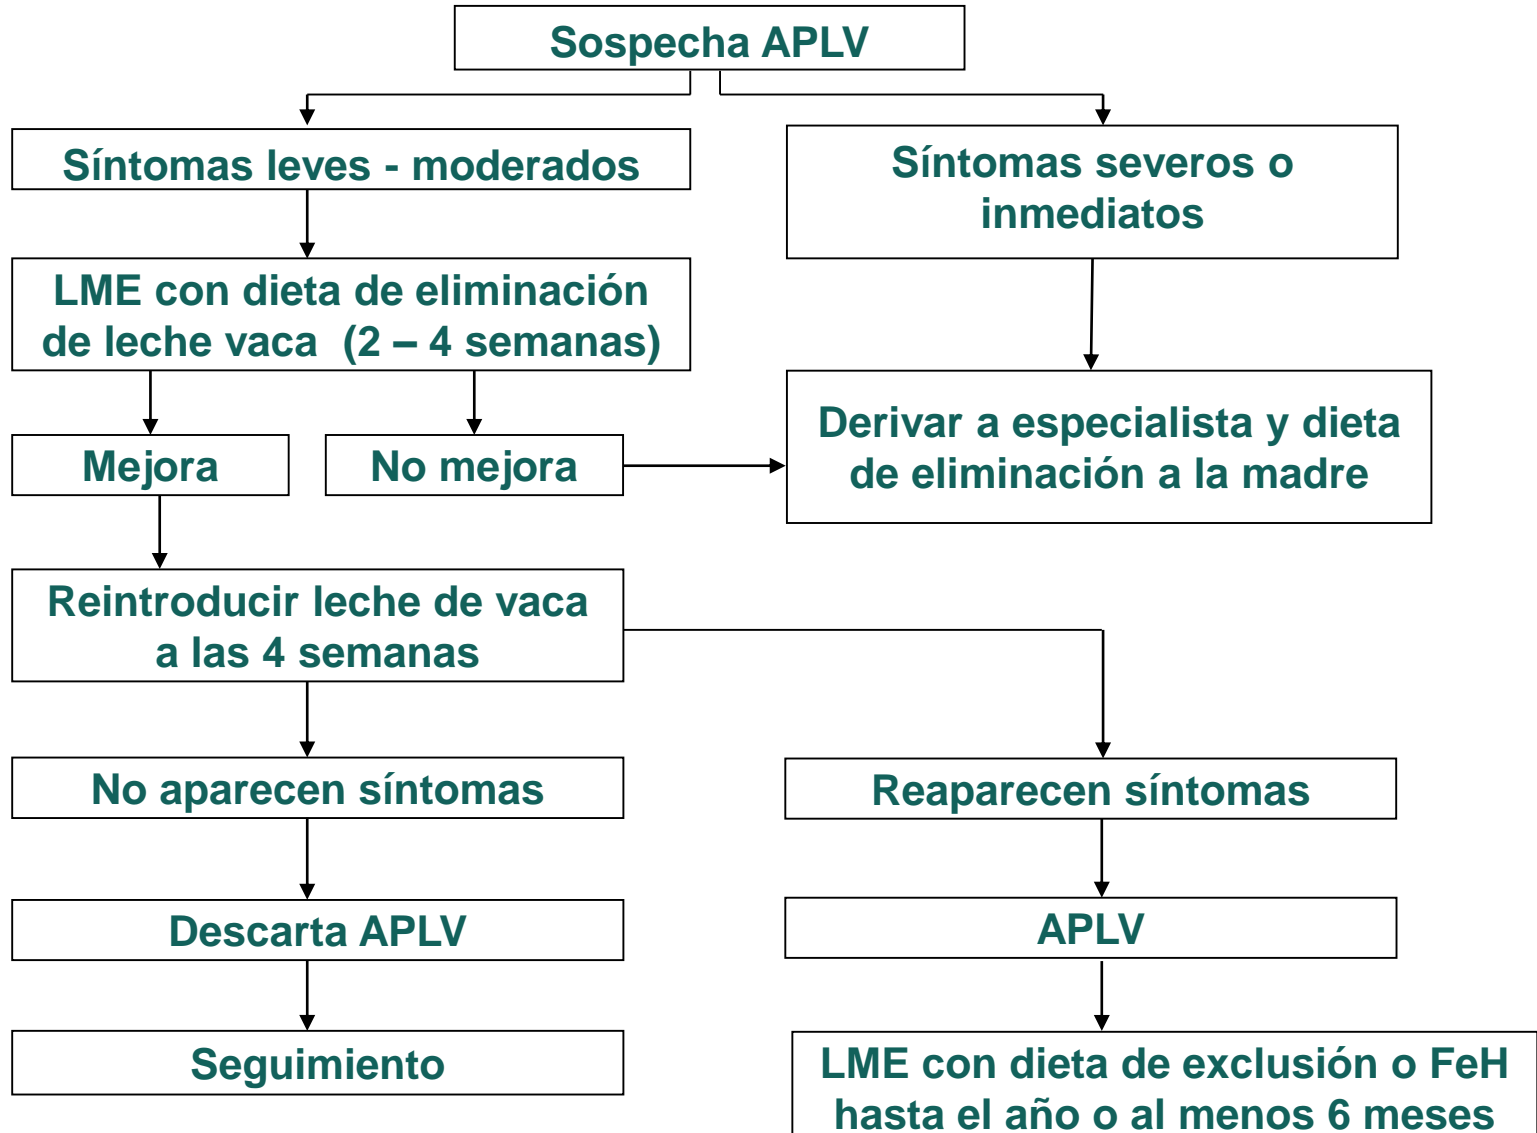 Sospecha APLV
Síntomas leves - moderados
Síntomas severos o
inmediatos
LME con dieta de eliminación
de leche vaca (2 – 4 semanas)
Mejora
No mejora
Derivar a especialista y dieta
de eliminación a la madre
Reintroducir leche de vaca
a las 4 semanas
No aparecen síntomas
Reaparecen síntomas
Descarta APLV
APLV
Seguimiento
LME con dieta de exclusión o FeH
hasta el año o al menos 6 meses